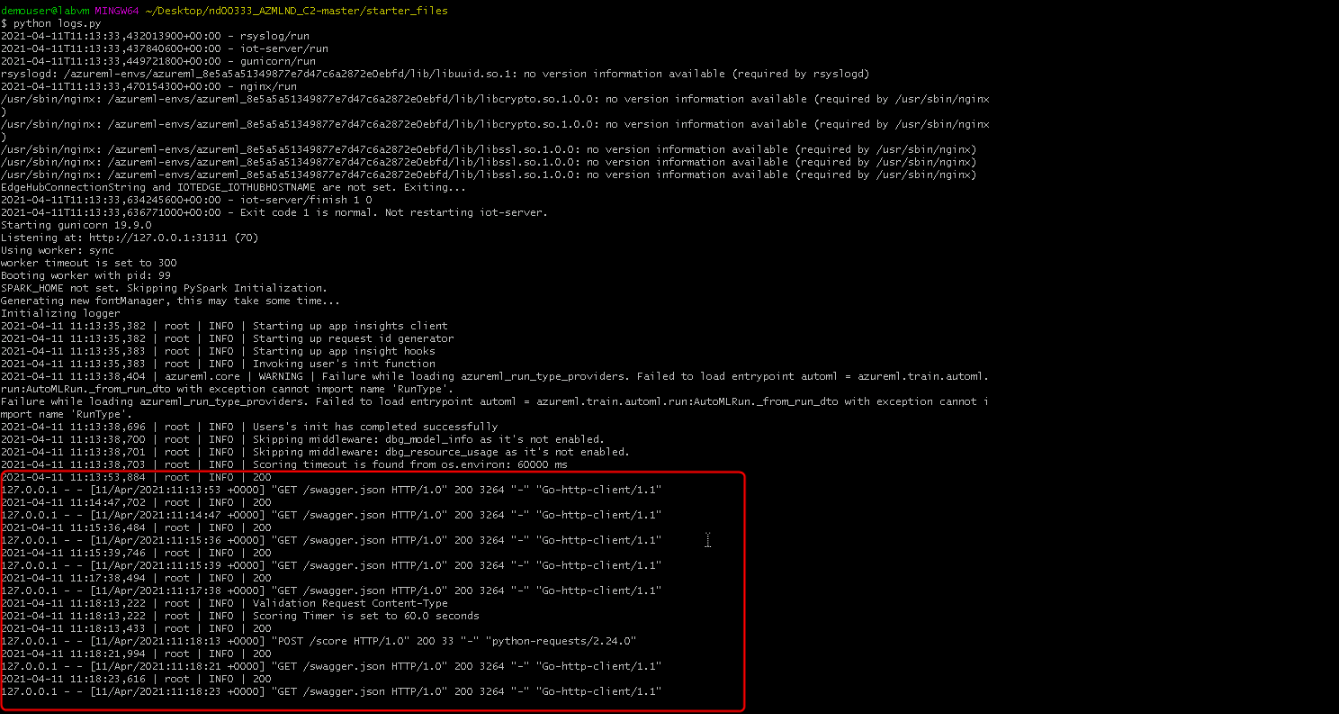 demouser@labvm MINGW64 ~/Desktop/nd00333_AZMLND_C2-master/starter_files
$ python logs.py
2021-04-11T11:13:33,432013900+00:00 - rsyslog/run
2021-04-11T11:13:33,437840600+00:00 - iot-server/run
2021-04-11T11:13:33,449721800+00:00 - gunicorn/run
rsyslogd: /azureml-envs/azureml_8e5a5a51349877e7d47c6a2872e0ebfd/lib/libuuid.so.1: no version information available (required by rsyslogd)
2021-04-11T11:13:33,470154300+00:00 - nginx/run
/usr/sbin/nginx: /azureml-envs/azureml_8e5a5a51349877e7d47c6a2872e0ebfd/lib/libcrypto.so.1.0.0: no version information available (required by /usr/sbin/nginx
)
/usr/sbin/nginx: /azureml-envs/azureml_8e5a5a51349877e7d47c6a2872e0ebfd/lib/libcrypto.so.1.0.0: no version information available (required by /usr/sbin/nginx
)
/usr/sbin/nginx: /azureml-envs/azureml_8e5a5a51349877e7d47c6a2872e0ebfd/lib/libssl.so.1.0.0: no version information available (required by /usr/sbin/nginx)
/usr/sbin/nginx: /azureml-envs/azureml_8e5a5a51349877e7d47c6a2872e0ebfd/lib/libssl.so.1.0.0: no version information available (required by /usr/sbin/nginx)
/usr/sbin/nginx: /azureml-envs/azureml_8e5a5a51349877e7d47c6a2872e0ebfd/lib/libssl.so.1.0.0: no version information available (required by /usr/sbin/nginx)
EdgeHubConnectionString and IOTEDGE_IOTHUBHOSTNAME are not set. Exiting...
2021-04-11T11:13:33,634245600+00:00 - iot-server/finish 1 0
2021-04-11T11:13:33,636771000+00:00 - Exit code 1 is normal. Not restarting iot-server.
Starting gunicorn 19.9.0
Listening at: http://127.0.0.1:31311 (70)
Using worker: sync
worker timeout is set to 300
Booting worker with pid: 99
SPARK_HOME not set. Skipping PySpark Initialization.
Generating new fontManager, this may take some time...
Initializing logger
2021-04-11 11:13:35,382 | root | INFO | Starting up app insights client
2021-04-11 11:13:35,382 | root | INFO | Starting up request id generator
2021-04-11 11:13:35,383 | root | INFO | Starting up app insight hooks
2021-04-11 11:13:35,383 | root | INFO | Invoking user's init function
2021-04-11 11:13:38,404 | azureml.core | WARNING | Failure while loading azureml_run_type_providers. Failed to load entrypoint automl = azureml.train.automl.
run:AutoMLRun._from_run_dto with exception cannot import name 'RunType'.
Failure while loading azureml_run_type_providers. Failed to load entrypoint automl = azureml.train.automl.run:AutoMLRun._from_run_dto with exception cannot i
mport name 'RunType'.
2021-04-11 11:13:38,696 | root | INFO | Users's init has completed successfully
2021-04-11 11:13:38,700 | root | INFO | Skipping middleware: dbg_model_info as it's not enabled.
2021-04-11 11:13:38,701 | root | INFO | Skipping middleware: dbg_resource_usage as it's not enabled.
2021-04-11 11:13:38,703 | root | INFO | Scoring timeout is found from os.environ: 60000 ms
2021-04-11 11:13:53,884 | root | INFO | 200
127.0.0.1 - - [11/Apr/2021:11:13:53 +0000] "GET /swagger.json HTTP/1.0" 200 3264 "-" "Go-http-client/1.1"
2021-04-11 11:14:47,702 | root | INFO | 200
127.0.0.1 - - [11/Apr/2021:11:14:47 +0000] "GET /swagger.json HTTP/1.0" 200 3264 "-" "Go-http-client/1.1"
2021-04-11 11:15:36,484 | root | INFO | 200
127.0.0.1 - - [11/Apr/2021:11:15:36 +0000] "GET /swagger.json HTTP/1.0" 200 3264 "-" "Go-http-client/1.1"
2021-04-11 11:15:39,746 | root | INFO | 200
127.0.0.1 - - [11/Apr/2021:11:15:39 +0000] "GET /swagger.json HTTP/1.0" 200 3264 "-" "Go-http-client/1.1"
2021-04-11 11:17:38,494 | root | INFO | 200
127.0.0.1 - - [11/Apr/2021:11:17:38 +0000] "GET /swagger.json HTTP/1.0" 200 3264 "-" "Go-http-client/1.1"
2021-04-11 11:18:13,222 | root | INFO | Validation Request Content-Type
2021-04-11 11:18:13,222 | root | INFO | Scoring Timer is set to 60.0 seconds
2021-04-11 11:18:13,433 | root | INFO | 200
127.0.0.1 - - [11/Apr/2021:11:18:13 +0000] "POST /score HTTP/1.0" 200 33 "-" "python-requests/2.24.0"
2021-04-11 11:18:21,994 | root | INFO | 200
127.0.0.1 - - [11/Apr/2021:11:18:21 +0000] "GET /swagger.json HTTP/1.0" 200 3264 "-" "Go-http-client/1.1"
2021-04-11 11:18:23,616 | root | INFO | 200
127.0.0.1 - - [11/Apr/2021:11:18:23 +0000] "GET /swagger.json HTTP/1.0" 200 3264 "-" "Go-http-client/1.1"